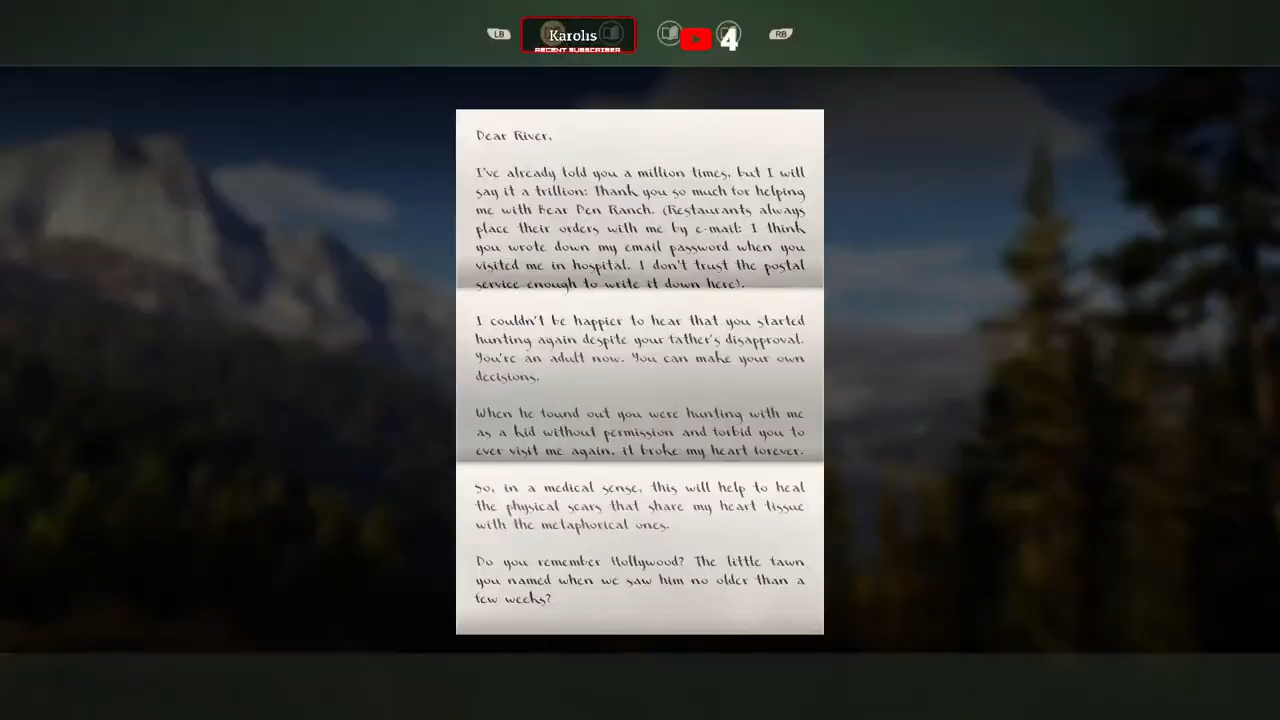 LB
Karolis
RECENT SUBSCRIBER
4
RB
Dear River,
I've already told you a million times, but I will
say it a trillion: Thank you so much for helping
me with Bear Den Ranch. (Restaurants always
place their orders with me by e-mail: I think
you wrote down my email password when you
visited me in hospital. I don't trust the postal
service enough to write it down here).
I couldn't be happier to hear that you started
hunting again despite your father's disapproval.
You're an adult now. You can make your own
decisions.
When he found out you were hunting with me
as a kid without permission and forbid you to
ever visit me again, it broke my heart forever.
So, in a medical sense, this will help to heal
the physical scars that share my heart tissue
with the metaphorical ones.
Do you remember Hollywood? The little fawn
you named when we saw him no older than a
few weeks?